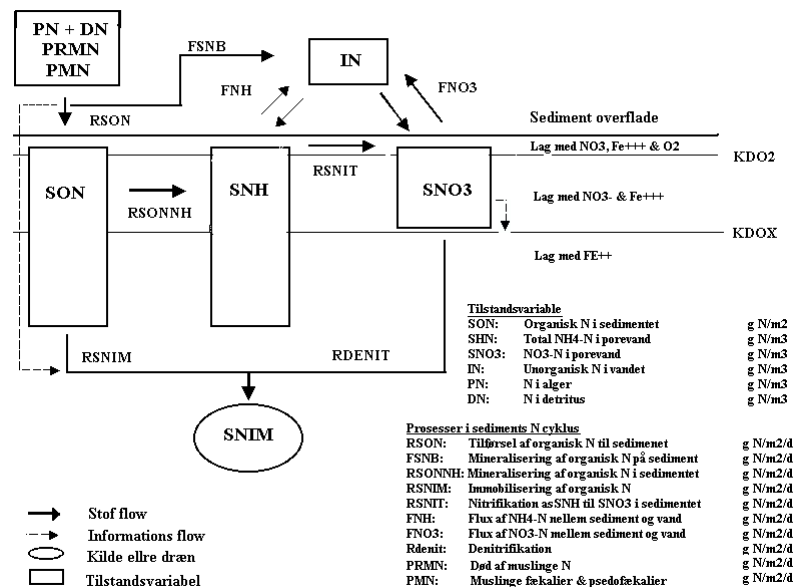 PN + DN
PRMN
PMN
FSNB
IN
FNH
FNO3
RSON
Sediment overflade
Lag med NO3, Fe+++ & O2
KDO2
RSNIT
SON
SNH
SNO3
RSONNH
Lag med NO3- & Fe+++
KDOX
Lag med FE++
RSNIM
RDENIT
SNIM
Tilstandsvariable
SON: Organisk N i sedimentet g N/m2
SHN: Total NH4-N i porevand g N/m3
SNO3: NO3-N i porevand g N/m3
IN: Unorganisk N i vandet g N/m3
PN: N i alger g N/m3
DN: N i detritus g N/m3
Prosesser i sediments N cyklus
RSON: Tilførsel af organisk N til sedimenet g N/m2/d
FSNB: Mineralisering af organisk N på sediment g N/m2/d
RSONNH: Mineralisering af organisk N i sedimentet g N/m2/d
RSNIM: Immobilisering af organisk N g N/m2/d
RSNIT: Nitrifikation as SNH til SNO3 i sedimentet g N/m2/d
FNH: Flux af NH4-N mellem sediment og vand g N/m2/d
FNO3: Flux af NO3-N mellem sediment og vand g N/m2/d
Rdenit: Denitrifikation g N/m2/d
PRMN: Død af muslinge N g N/m2/d
PMN: Muslinge fækalier & psedofækalier g N/m2/d
Stof flow
Informations flow
Kilde ellre dræn
Tilstandsvariabel